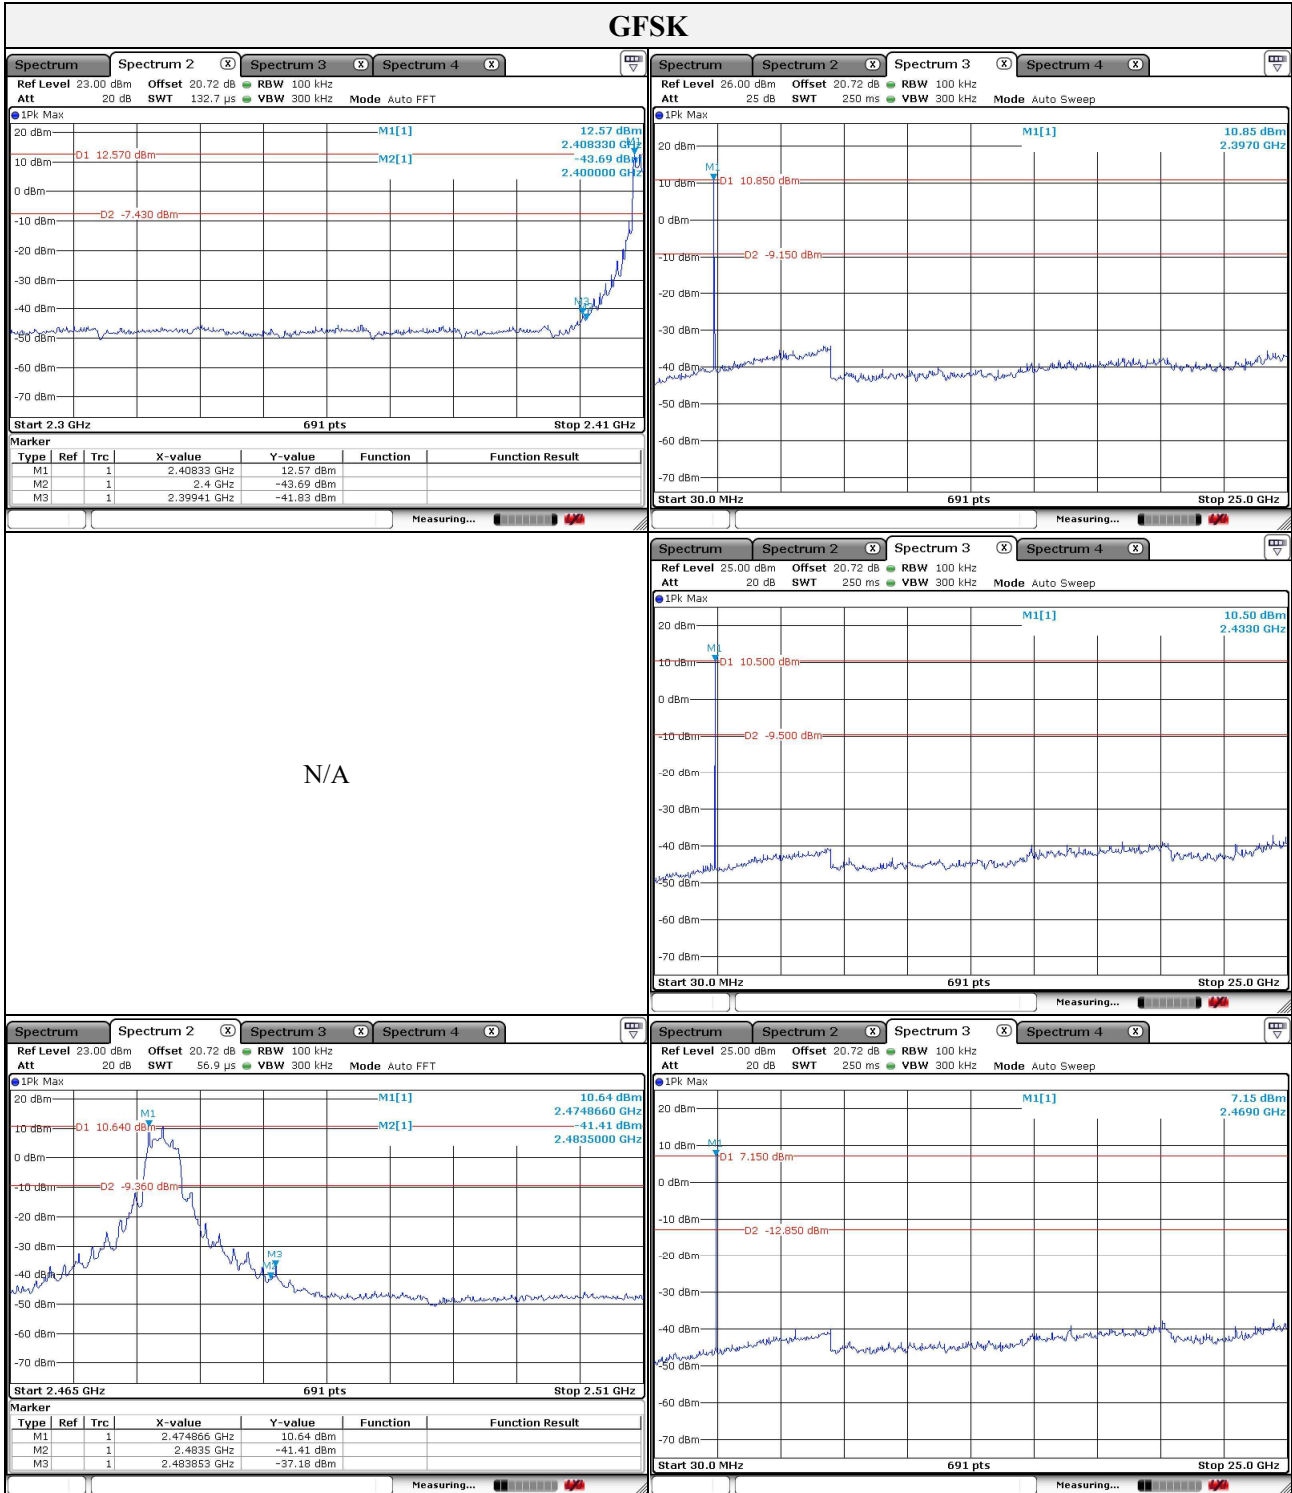 GFSK
Spectrum Spectrum 2 X Spectrum 3 X Spectrum 4 X
Ref Level 23.00 dBm Offset 20.72 dB RBW 100 kHz
Att 20 dB SWT 132.7 µs VBW 300 kHz Mode Auto FFT
1Pk Max
M1[1] 12.57 dBm
2.408330 GHz
M2[1] -43.69 dBm
2.400000 GHz
20 dBm
D1 12.570 dBm
10 dBm
0 dBm
D2 -7.430 dBm
-10 dBm
-20 dBm
-30 dBm
-40 dBm
-50 dBm
-60 dBm
-70 dBm
M1
M3
Start 2.3 GHz 691 pts Stop 2.41 GHz
Marker
Type Ref Trc X-value Y-value Function Function Result
M1 1 2.40833 GHz 12.57 dBm
M2 1 2.4 GHz -43.69 dBm
M3 1 2.39941 GHz -41.83 dBm
Measuring...
Spectrum Spectrum 2 X Spectrum 3 X Spectrum 4 X
Ref Level 26.00 dBm Offset 20.72 dB RBW 100 kHz
Att 25 dB SWT 250 ms VBW 300 kHz Mode Auto Sweep
1Pk Max
M1[1] 10.85 dBm
2.3970 GHz
20 dBm
M1
D1 10.850 dBm
10 dBm
0 dBm
D2 -9.150 dBm
-10 dBm
-20 dBm
-30 dBm
-40 dBm
-50 dBm
-60 dBm
-70 dBm
Start 30.0 MHz 691 pts Stop 25.0 GHz
Measuring...
N/A
Spectrum Spectrum 2 X Spectrum 3 X Spectrum 4 X
Ref Level 25.00 dBm Offset 20.72 dB RBW 100 kHz
Att 20 dB SWT 250 ms VBW 300 kHz Mode Auto Sweep
1Pk Max
M1[1] 10.50 dBm
2.4330 GHz
20 dBm
M1
10 dBm D1 10.500 dBm
0 dBm
-10 dBm D2 -9.500 dBm
-20 dBm
-30 dBm
-40 dBm
-50 dBm
-60 dBm
-70 dBm
Start 30.0 MHz 691 pts Stop 25.0 GHz
Measuring...
Spectrum Spectrum 2 X Spectrum 3 X Spectrum 4 X
Ref Level 23.00 dBm Offset 20.72 dB RBW 100 kHz
Att 20 dB SWT 56.9 µs VBW 300 kHz Mode Auto FFT
1Pk Max
M1[1] 10.64 dBm
2.4748660 GHz
M2[1] -41.41 dBm
2.4835000 GHz
20 dBm
M1
10 dBm D1 10.640 dBm
0 dBm
-10 dBm D2 -9.360 dBm
-20 dBm
-30 dBm
M3
-40 dBm
-50 dBm
-60 dBm
-70 dBm
Start 2.465 GHz 691 pts Stop 2.51 GHz
Marker
Type Ref Trc X-value Y-value Function Function Result
M1 1 2.474866 GHz 10.64 dBm
M2 1 2.4835 GHz -41.41 dBm
M3 1 2.483853 GHz -37.18 dBm
Measuring...
Spectrum Spectrum 2 X Spectrum 3 X Spectrum 4 X
Ref Level 25.00 dBm Offset 20.72 dB RBW 100 kHz
Att 20 dB SWT 250 ms VBW 300 kHz Mode Auto Sweep
1Pk Max
M1[1] 7.15 dBm
2.4690 GHz
20 dBm
10 dBm
M1
D1 7.150 dBm
0 dBm
-10 dBm
D2 -12.850 dBm
-20 dBm
-30 dBm
-40 dBm
-50 dBm
-60 dBm
-70 dBm
Start 30.0 MHz 691 pts Stop 25.0 GHz
Measuring...